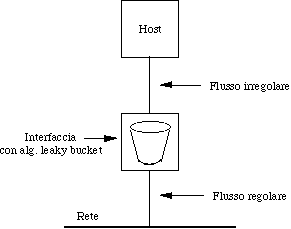 Host
Flusso irregolare
Interfaccia
con alg. leaky bucket
Flusso regolare
Rete